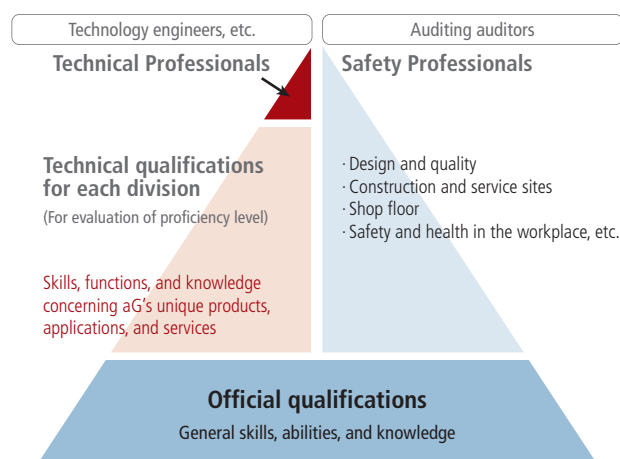 Technology engineers, etc.
Auditing auditors
Technical Professionals
Safety Professionals
Technical qualifications
for each division
(For evaluation of proficiency level)
· Design and quality
· Construction and service sites
· Shop floor
· Safety and health in the workplace, etc.
Skills, functions, and knowledge
concerning aG's unique products,
applications, and services
Official qualifications
General skills, abilities, and knowledge